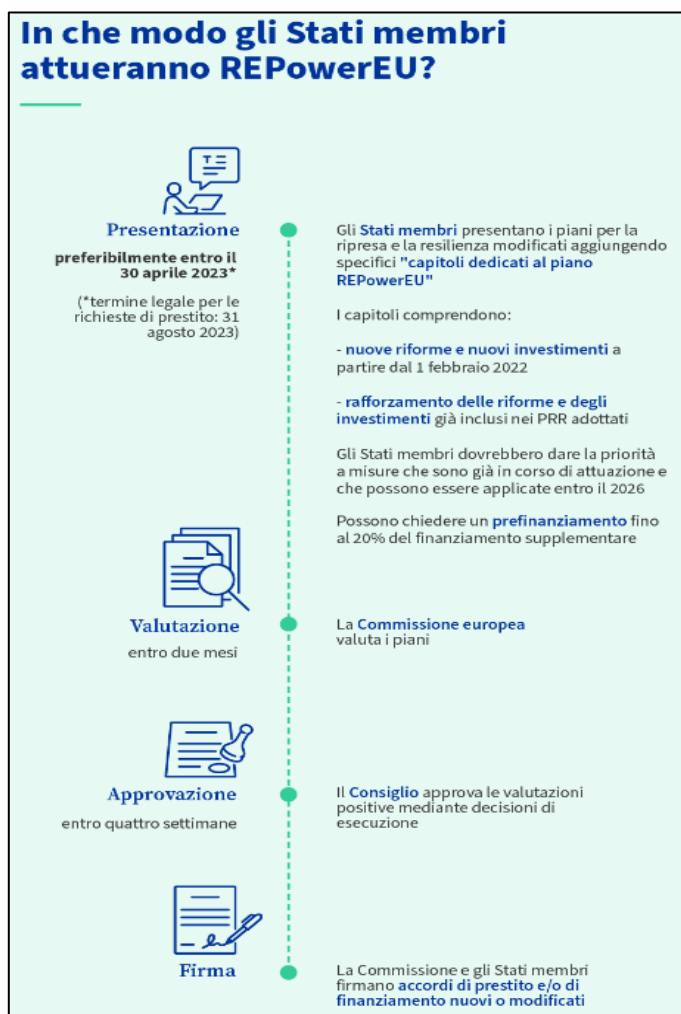 In che modo gli Stati membri
attueranno REPowerEU?
Presentazione
preferibilmente entro il
30 aprile 2023*
(*termine legale per le
richieste di prestito: 31
agosto 2023)
Gli Stati membri presentano i piani per la
ripresa e la resilienza modificati aggiungendo
specifici "capitoli dedicati al piano
REPowerEU"
I capitoli comprendono:
- nuove riforme e nuovi investimenti a
partire dal 1 febbraio 2022
- rafforzamento delle riforme e degli
investimenti già inclusi nei PRR adottati
Gli Stati membri dovrebbero dare la priorità
a misure che sono già in corso di attuazione e
che possono essere applicate entro il 2026
Possono chiedere un prefinanziamento fino
al 20% del finanziamento supplementare
Valutazione
entro due mesi
La Commissione europea
valuta i piani
Approvazione
entro quattro settimane
Il Consiglio approva le valutazioni
positive mediante decisioni di
esecuzione
Firma
La Commissione e gli Stati membri
firmano accordi di prestito e/o di
finanziamento nuovi o modificati